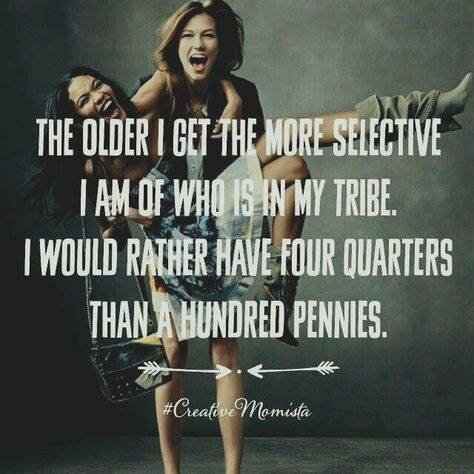 THE OLDER I GET THE MORE SELECTIVE
I AM OF WHO IS IN MY TRIBE.
I WOULD RATHER HAVE FOUR QUARTERS
THAN A HUNDRED PENNIES.
#CreativeMomista